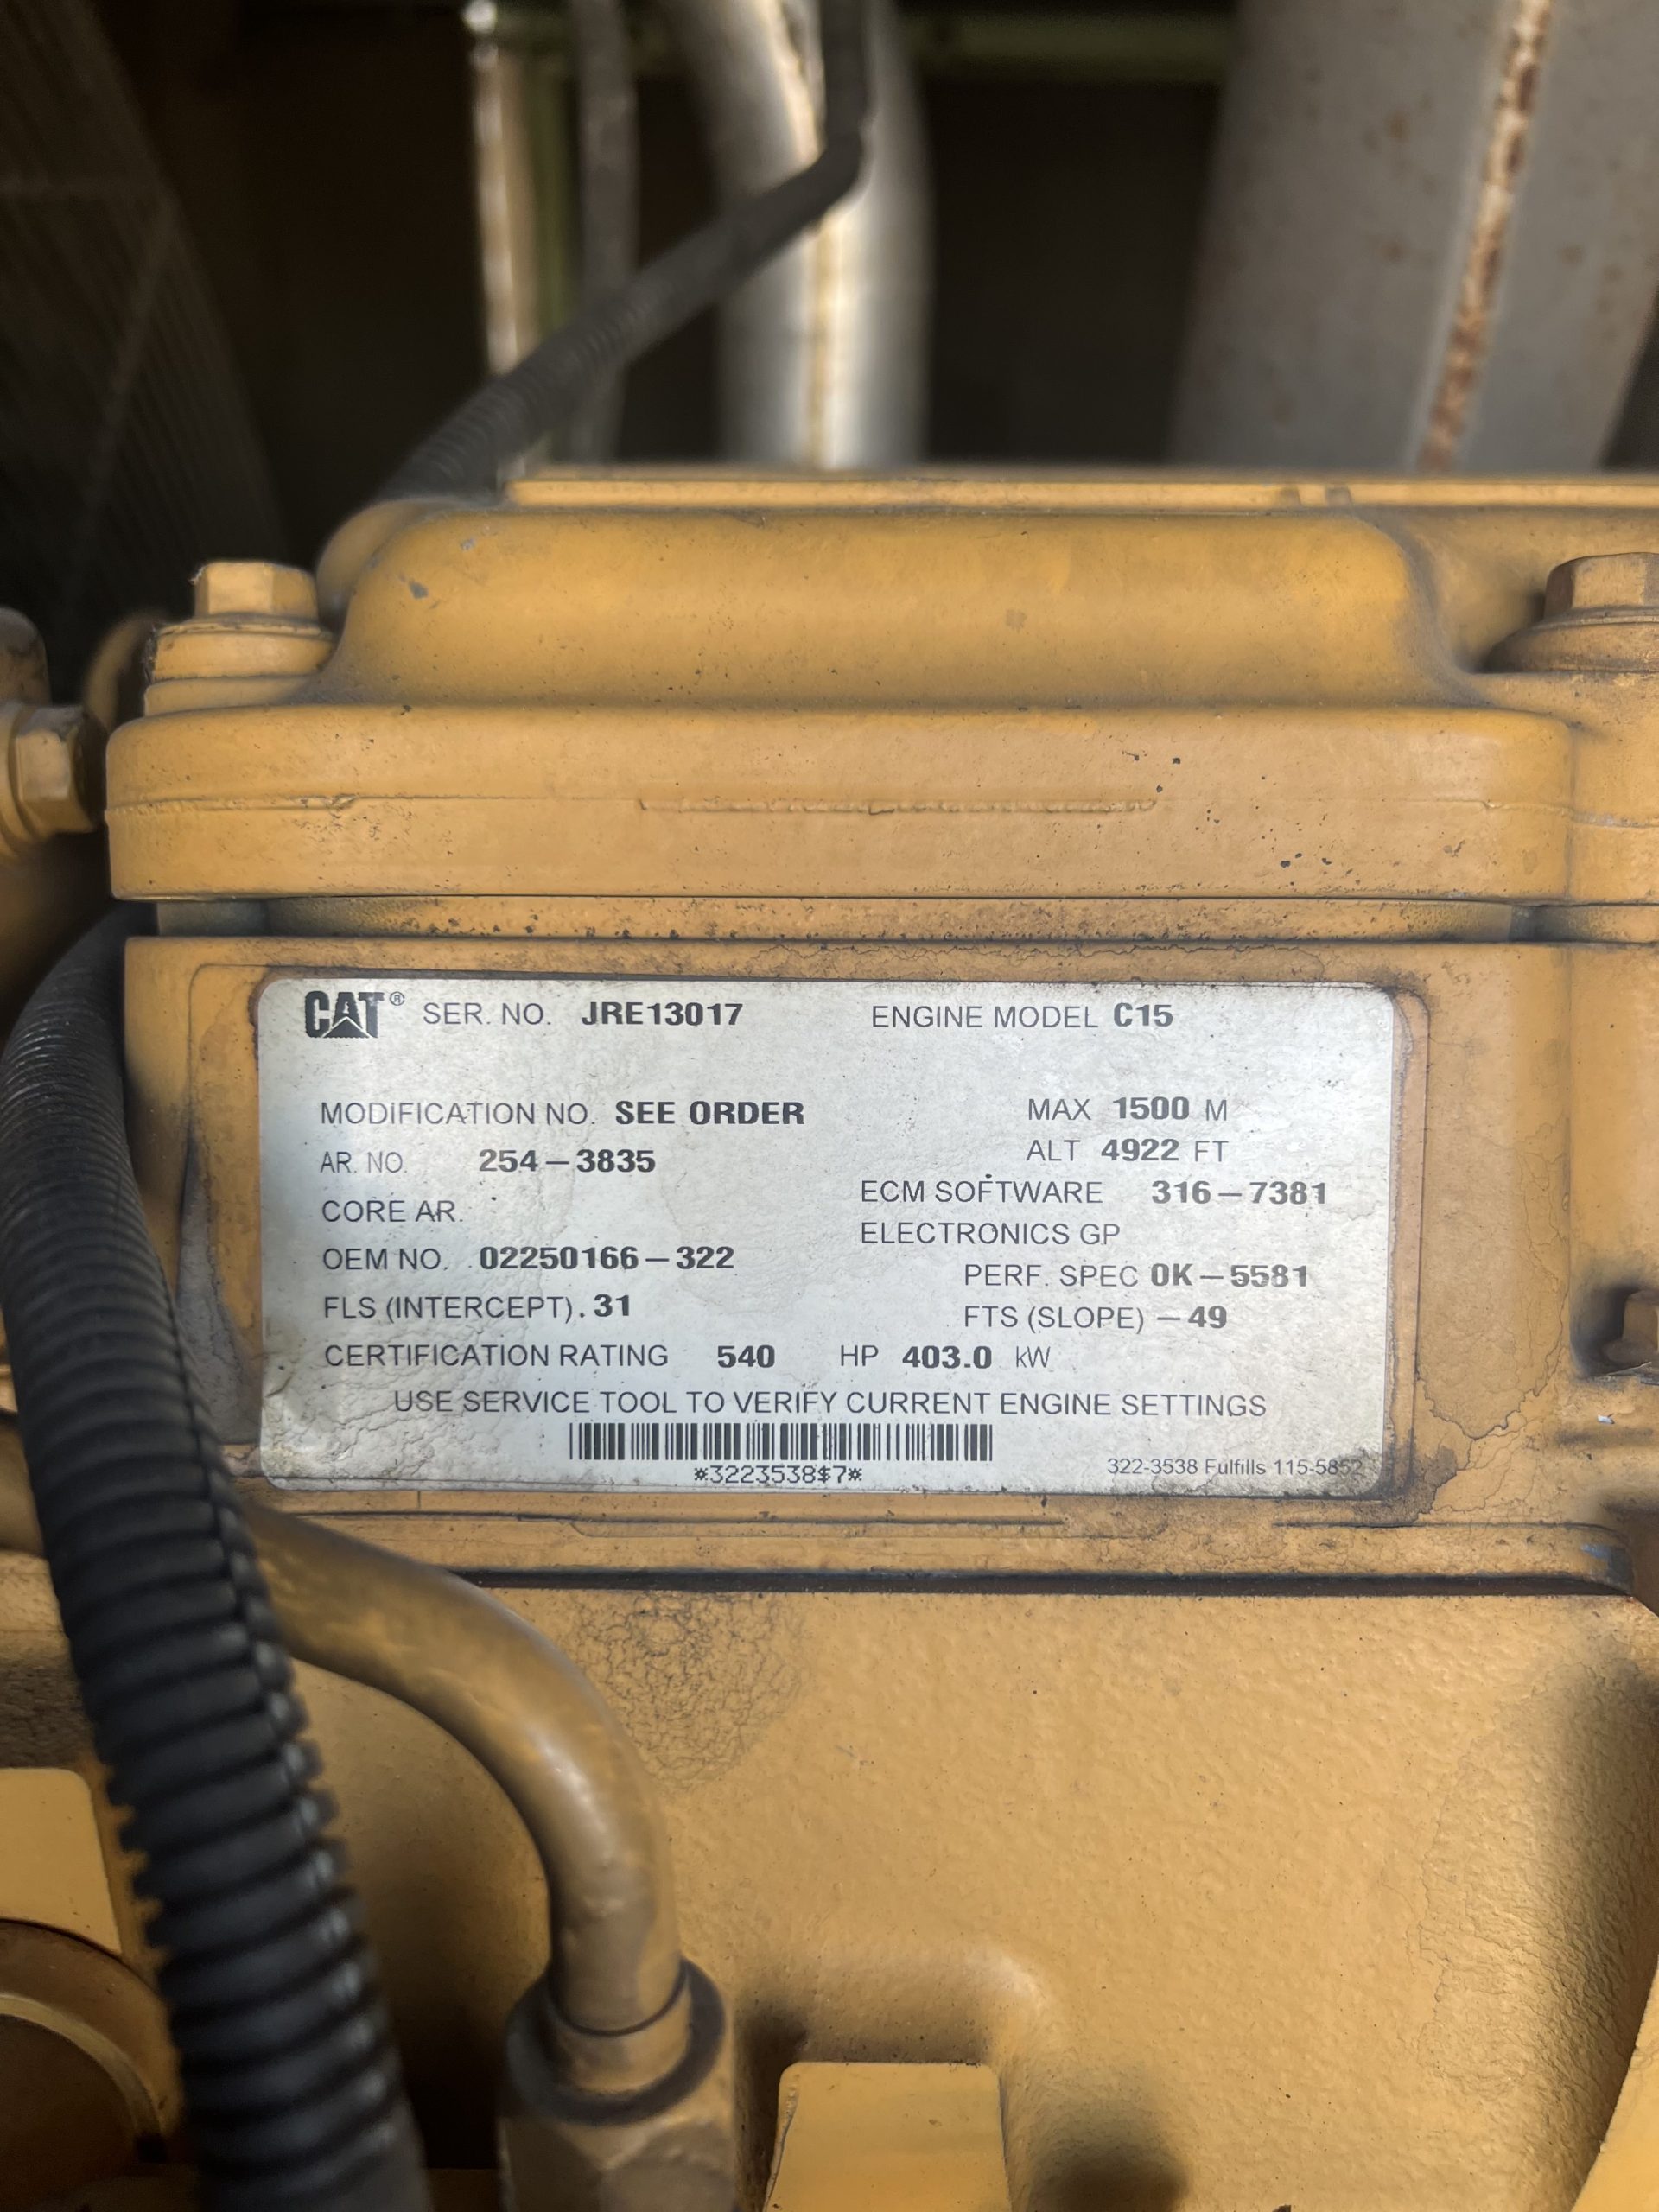 CAT® SER. NO. JRE13017 ENGINE MODEL C15
MODIFICATION NO. SEE ORDER MAX 1500 M
AR. NO. 254-3835 ALT 4922 FT
CORE AR. ECM SOFTWARE 316-7381
ELECTRONICS GP
OEM NO. 02250166-322 PERF. SPEC 0K-5581
FLS (INTERCEPT) . 31 FTS (SLOPE) -49
CERTIFICATION RATING 540 HP 403.0 kW
USE SERVICE TOOL TO VERIFY CURRENT ENGINE SETTINGS
*3223538$7*
322-3538 Fulfills 115-5852